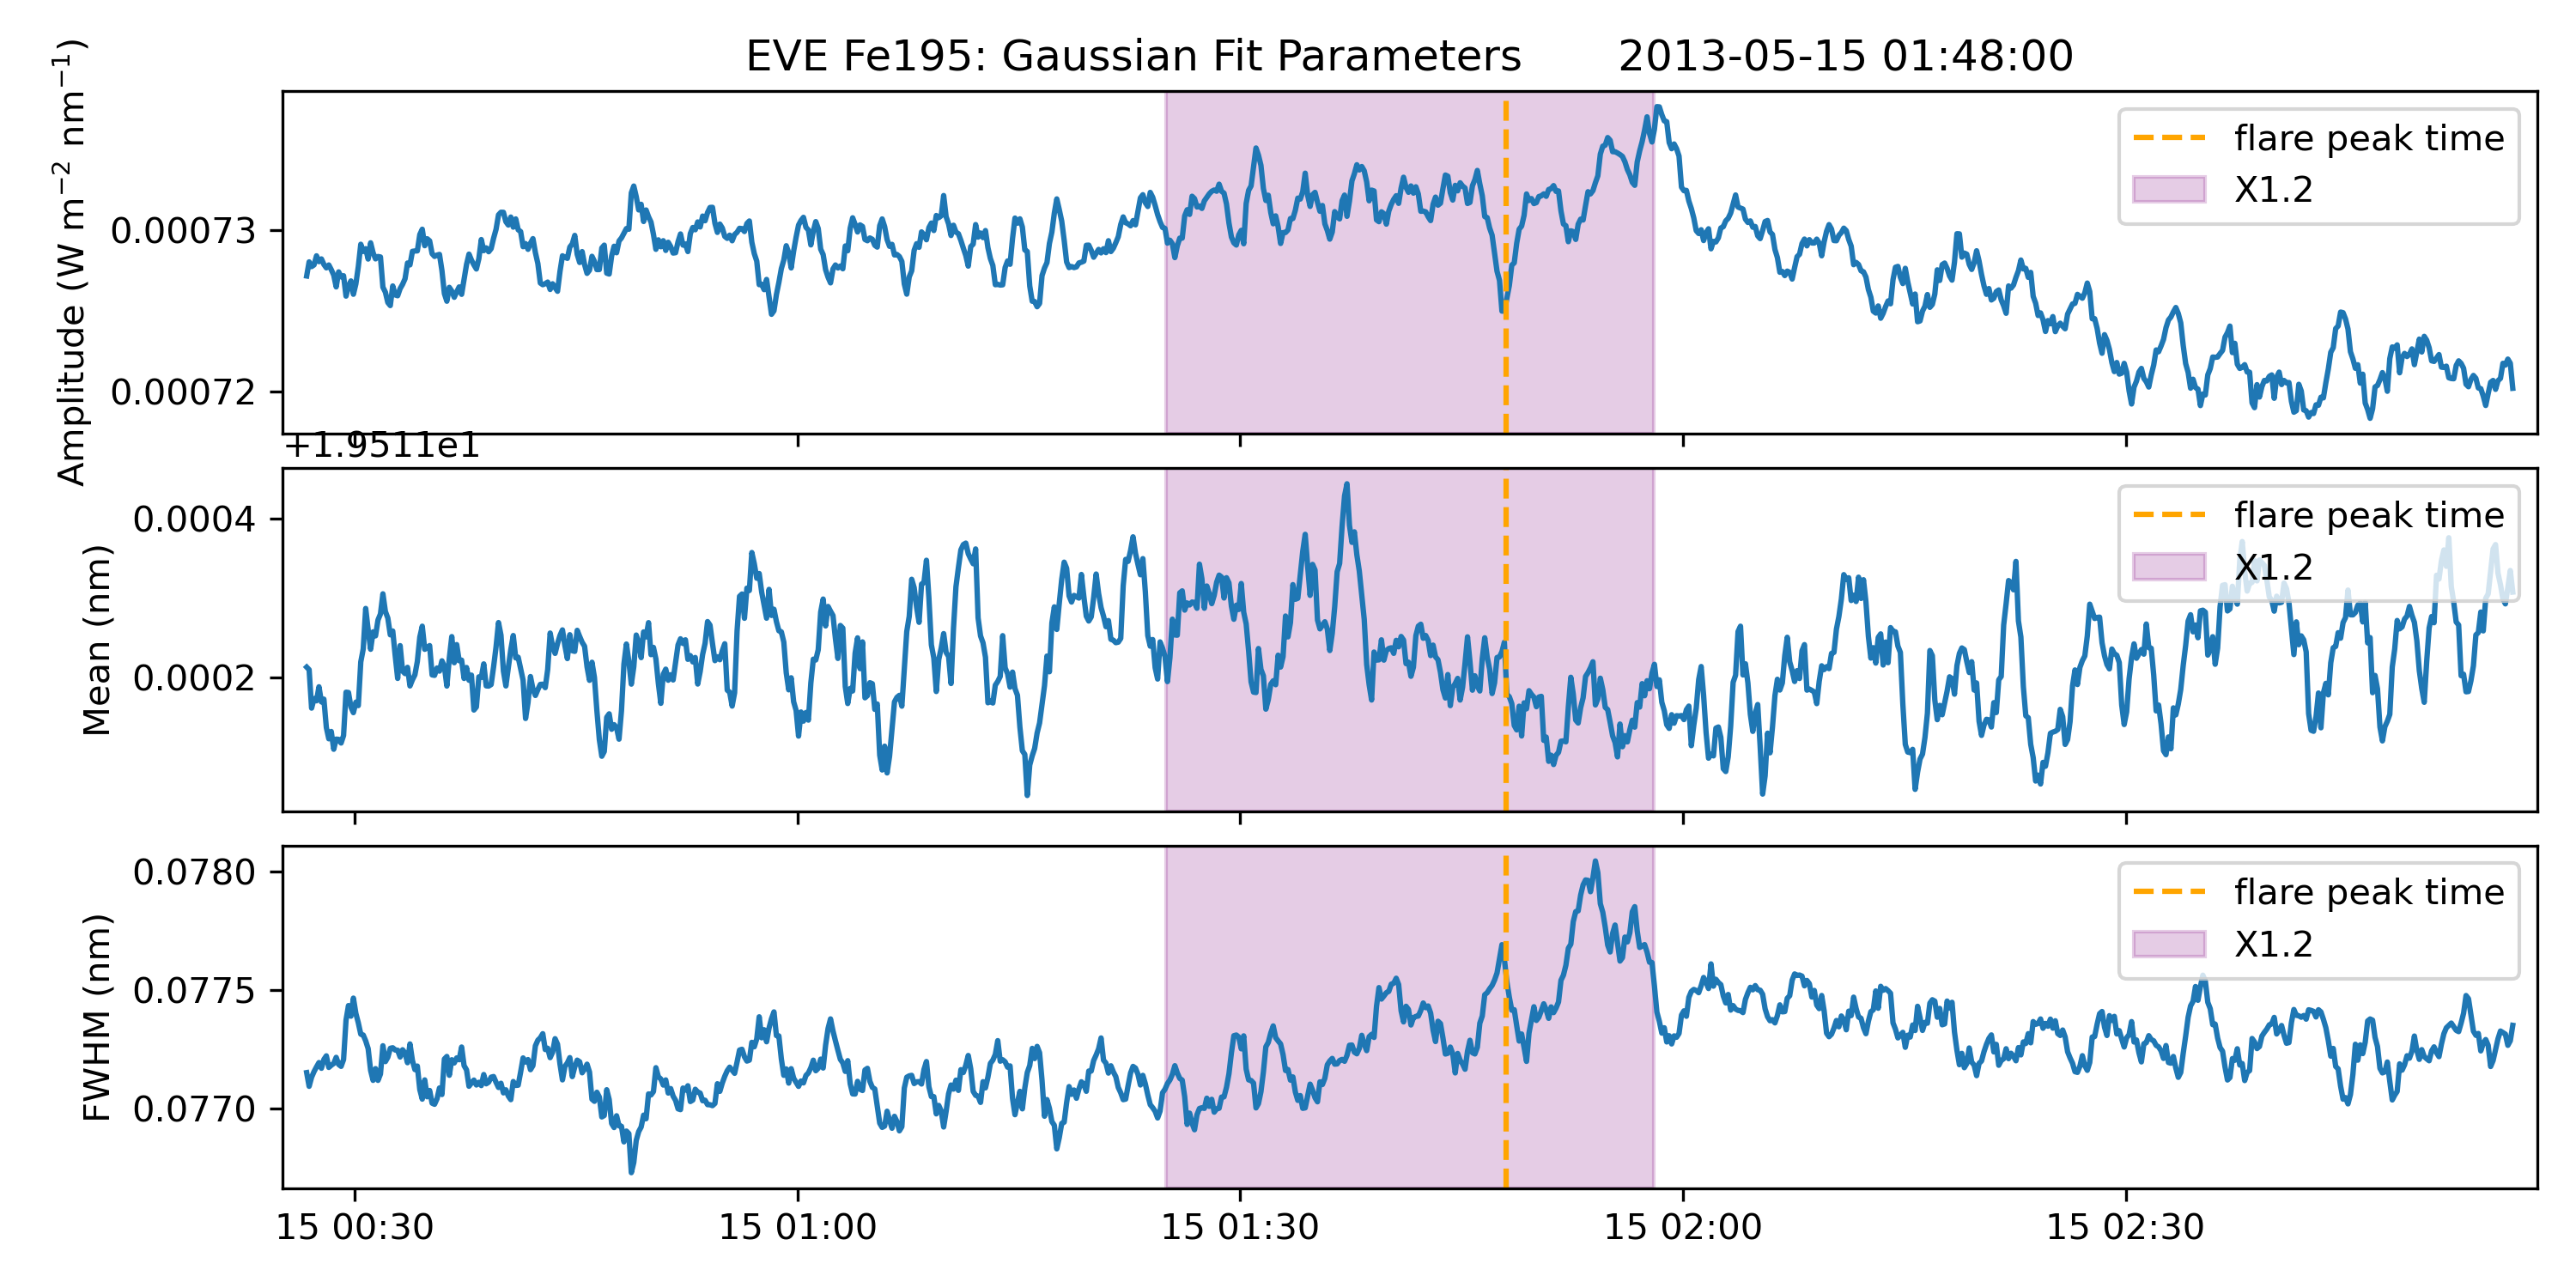 EVE Fe195: Gaussian Fit Parameters 2013-05-15 01:48:00
Amplitude (W m⁻² nm⁻¹)
0.00073
0.00072
flare peak time
X1.2
+1.9511e1
Mean (nm)
0.0004
0.0002
flare peak time
X1.2
FWHM (nm)
0.0780
0.0775
0.0770
flare peak time
X1.2
15 00:30 15 01:00 15 01:30 15 02:00 15 02:30